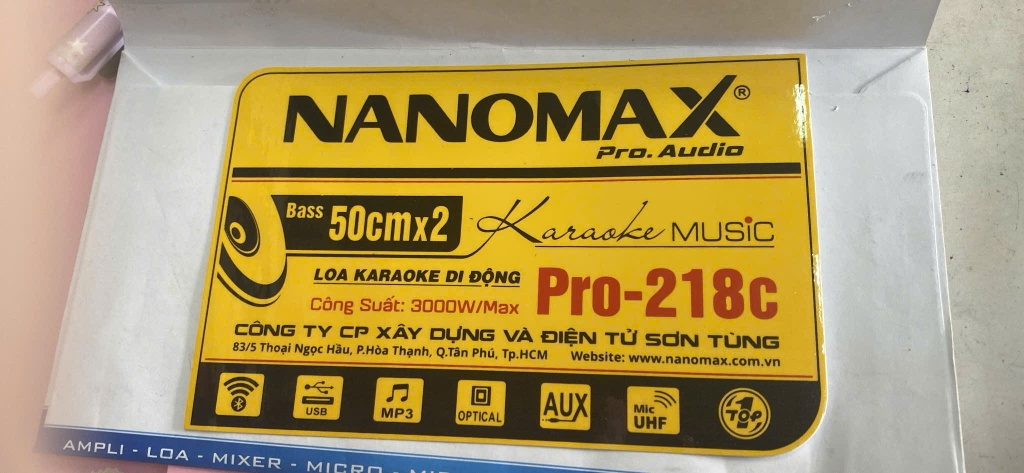 NANOMAX®
Pro. Audio
Bass 50cmx2
Karaoke MUSIC
LOA KARAOKE DI ĐỘNG
Công Suất: 3000W/Max
Pro-218c
CÔNG TY CP XÂY DỰNG VÀ ĐIỆN TỬ SƠN TÙNG
83/5 Thoại Ngọc Hầu, P.Hòa Thạnh, Q.Tân Phú, Tp.HCM Website: www.nanomax.com.vn
USB
MP3
OPTICAL
AUX
Mic UHF
1 TOP
AMPLI - LOA - MIXER - MICRO -